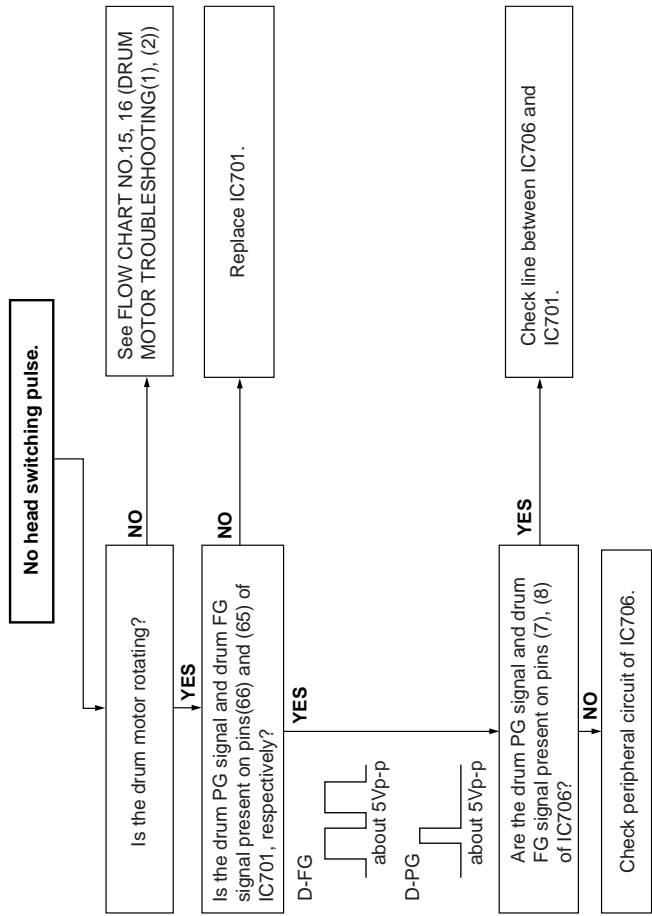 No head switching pulse.
Is the drum motor rotating?
NO
See FLOW CHART NO.15, 16 (DRUM
MOTOR TROUBLESHOOTING(1), (2))
YES
Is the drum PG signal and drum FG
signal present on pins(66) and (65) of
IC701, respectively?
NO
Replace IC701.
YES
D-FG
about 5Vp-p
D-PG
about 5Vp-p
Are the drum PG signal and drum
FG signal present on pins (7), (8)
of IC706?
YES
Check line between IC706 and
IC701.
NO
Check peripheral circuit of IC706.